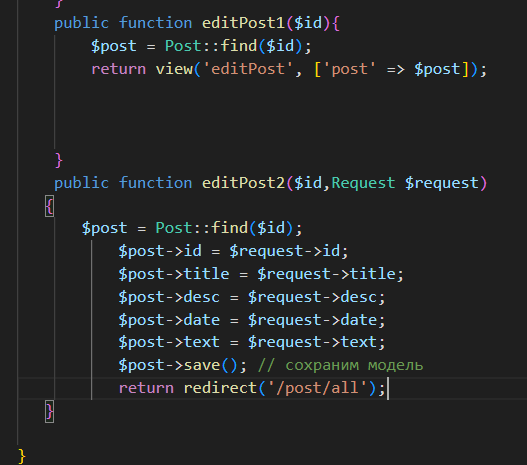 }
public function editPost1($id){
$post = Post::find($id);
return view('editPost', ['post' => $post]);
}
public function editPost2($id,Request $request)
{
$post = Post::find($id);
$post->id = $request->id;
$post->title = $request->title;
$post->desc = $request->desc;
$post->date = $request->date;
$post->text = $request->text;
$post->save(); // сохраним модель
return redirect('/post/all');
}
}